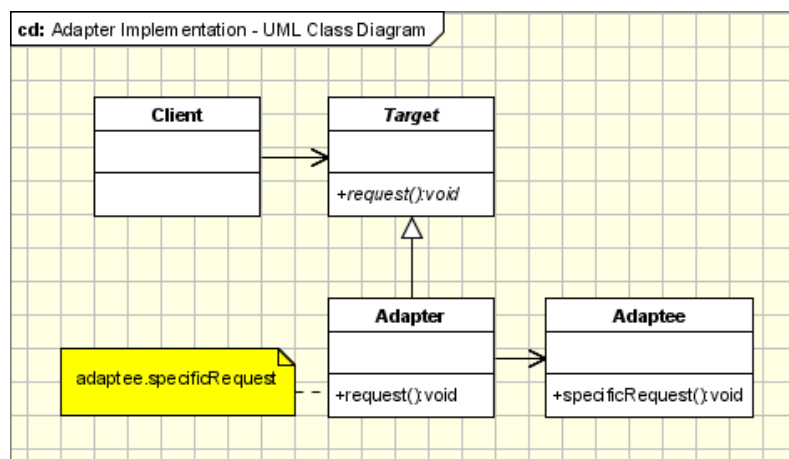 cd: Adapter Implementation - UML Class Diagram
Client
Target
+request():void
Adapter
Adaptee
adaptee.specificRequest
+request():void
+specificRequest():void